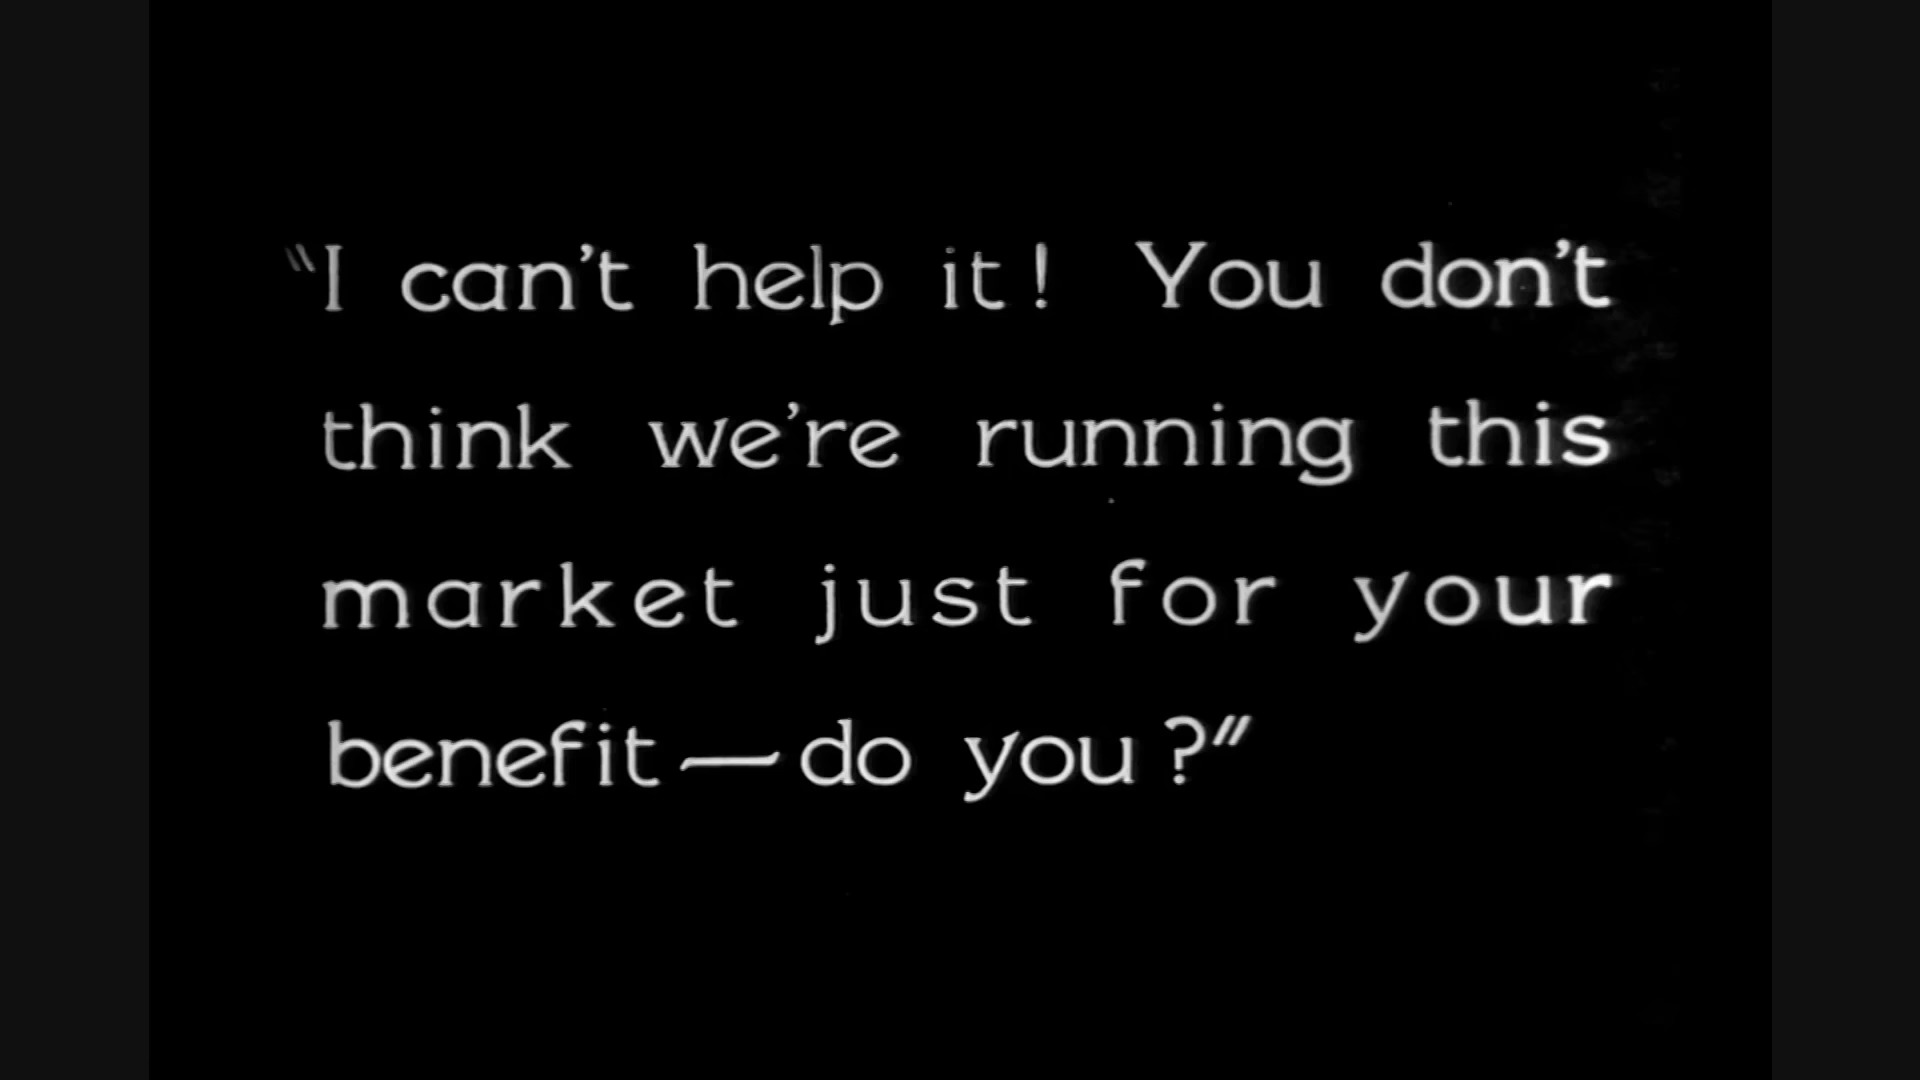 "I can't help it! You don't
think we're running this
market just for your
benefit—do you?"